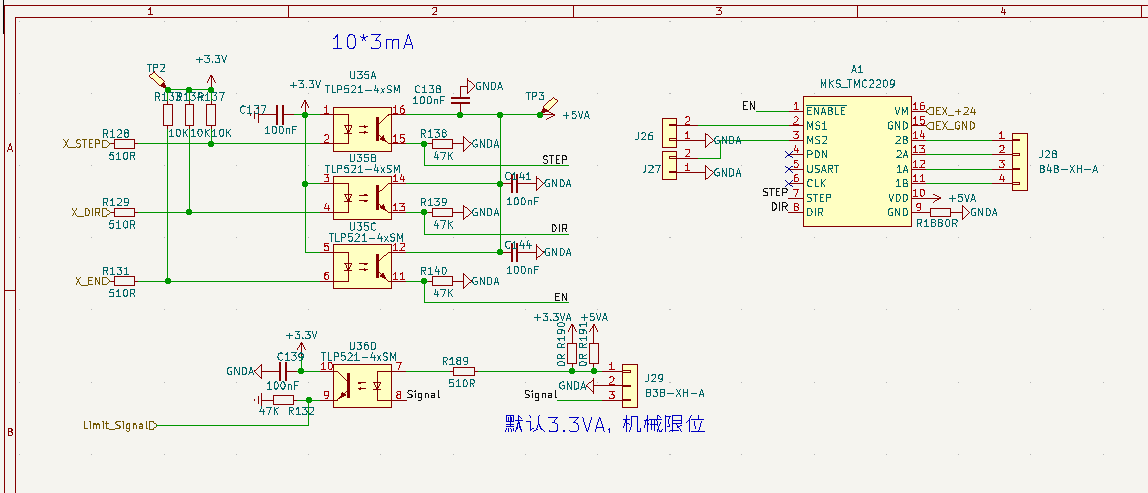 1
2
3
4
A
B
10*3mA
TP2
+3.3V
R137
10K
10K
10K
X_STEP
R128
510R
X_DIR
R129
510R
X_EN
R131
510R
C137
100nF
+3.3V
U35A
TLP521-4xSM
1
2
16
15
C138
100nF
GNDA
TP3
+5VA
R136
47K
GNDA
STEP
U35B
TLP521-4xSM
3
4
14
13
C141
100nF
GNDA
R139
47K
GNDA
DIR
U35C
TLP521-4xSM
5
6
12
11
C144
100nF
GNDA
R140
47K
GNDA
EN
+3.3V
U36D
TLP521-4xSM
GNDA
C139
100nF
10
9
7
8
47K
R132
Limit_Signal
Signal
R189
510R
+3.3VA
+5VA
0R
R190
0R
R191
GNDA
Signal
1
2
3
J29
B3B-XH-A
默认3.3VA, 机械限位
J26
2
1
GNDA
J27
2
1
GNDA
A1
MKS_TMC2209
EN
1 ENABLE
2 MS1
3 MS2
4 PDN
5 USART
6 CLK
STEP 7 STEP
DIR 8 DIR
VM 16 EX_+24
GND 15 EX_GND
2B 14
2A 13
1A 12
1B 11
VDD 10 +5VA
GND 9 GNDA
1
2
3
4
J28
B4B-XH-A